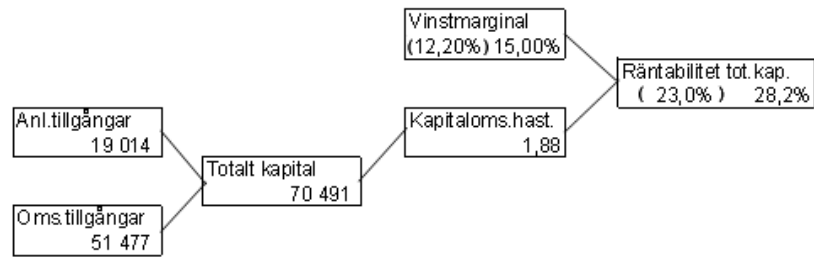 Vinstmarginal
(12,20%) 15,00%
Räntabilitet tot.kap.
( 23,0% ) 28,2%
Anl.tillgångar
19 014
Kapitaloms.hast.
1,88
Totalt kapital
70 491
Oms.tillgångar
51 477